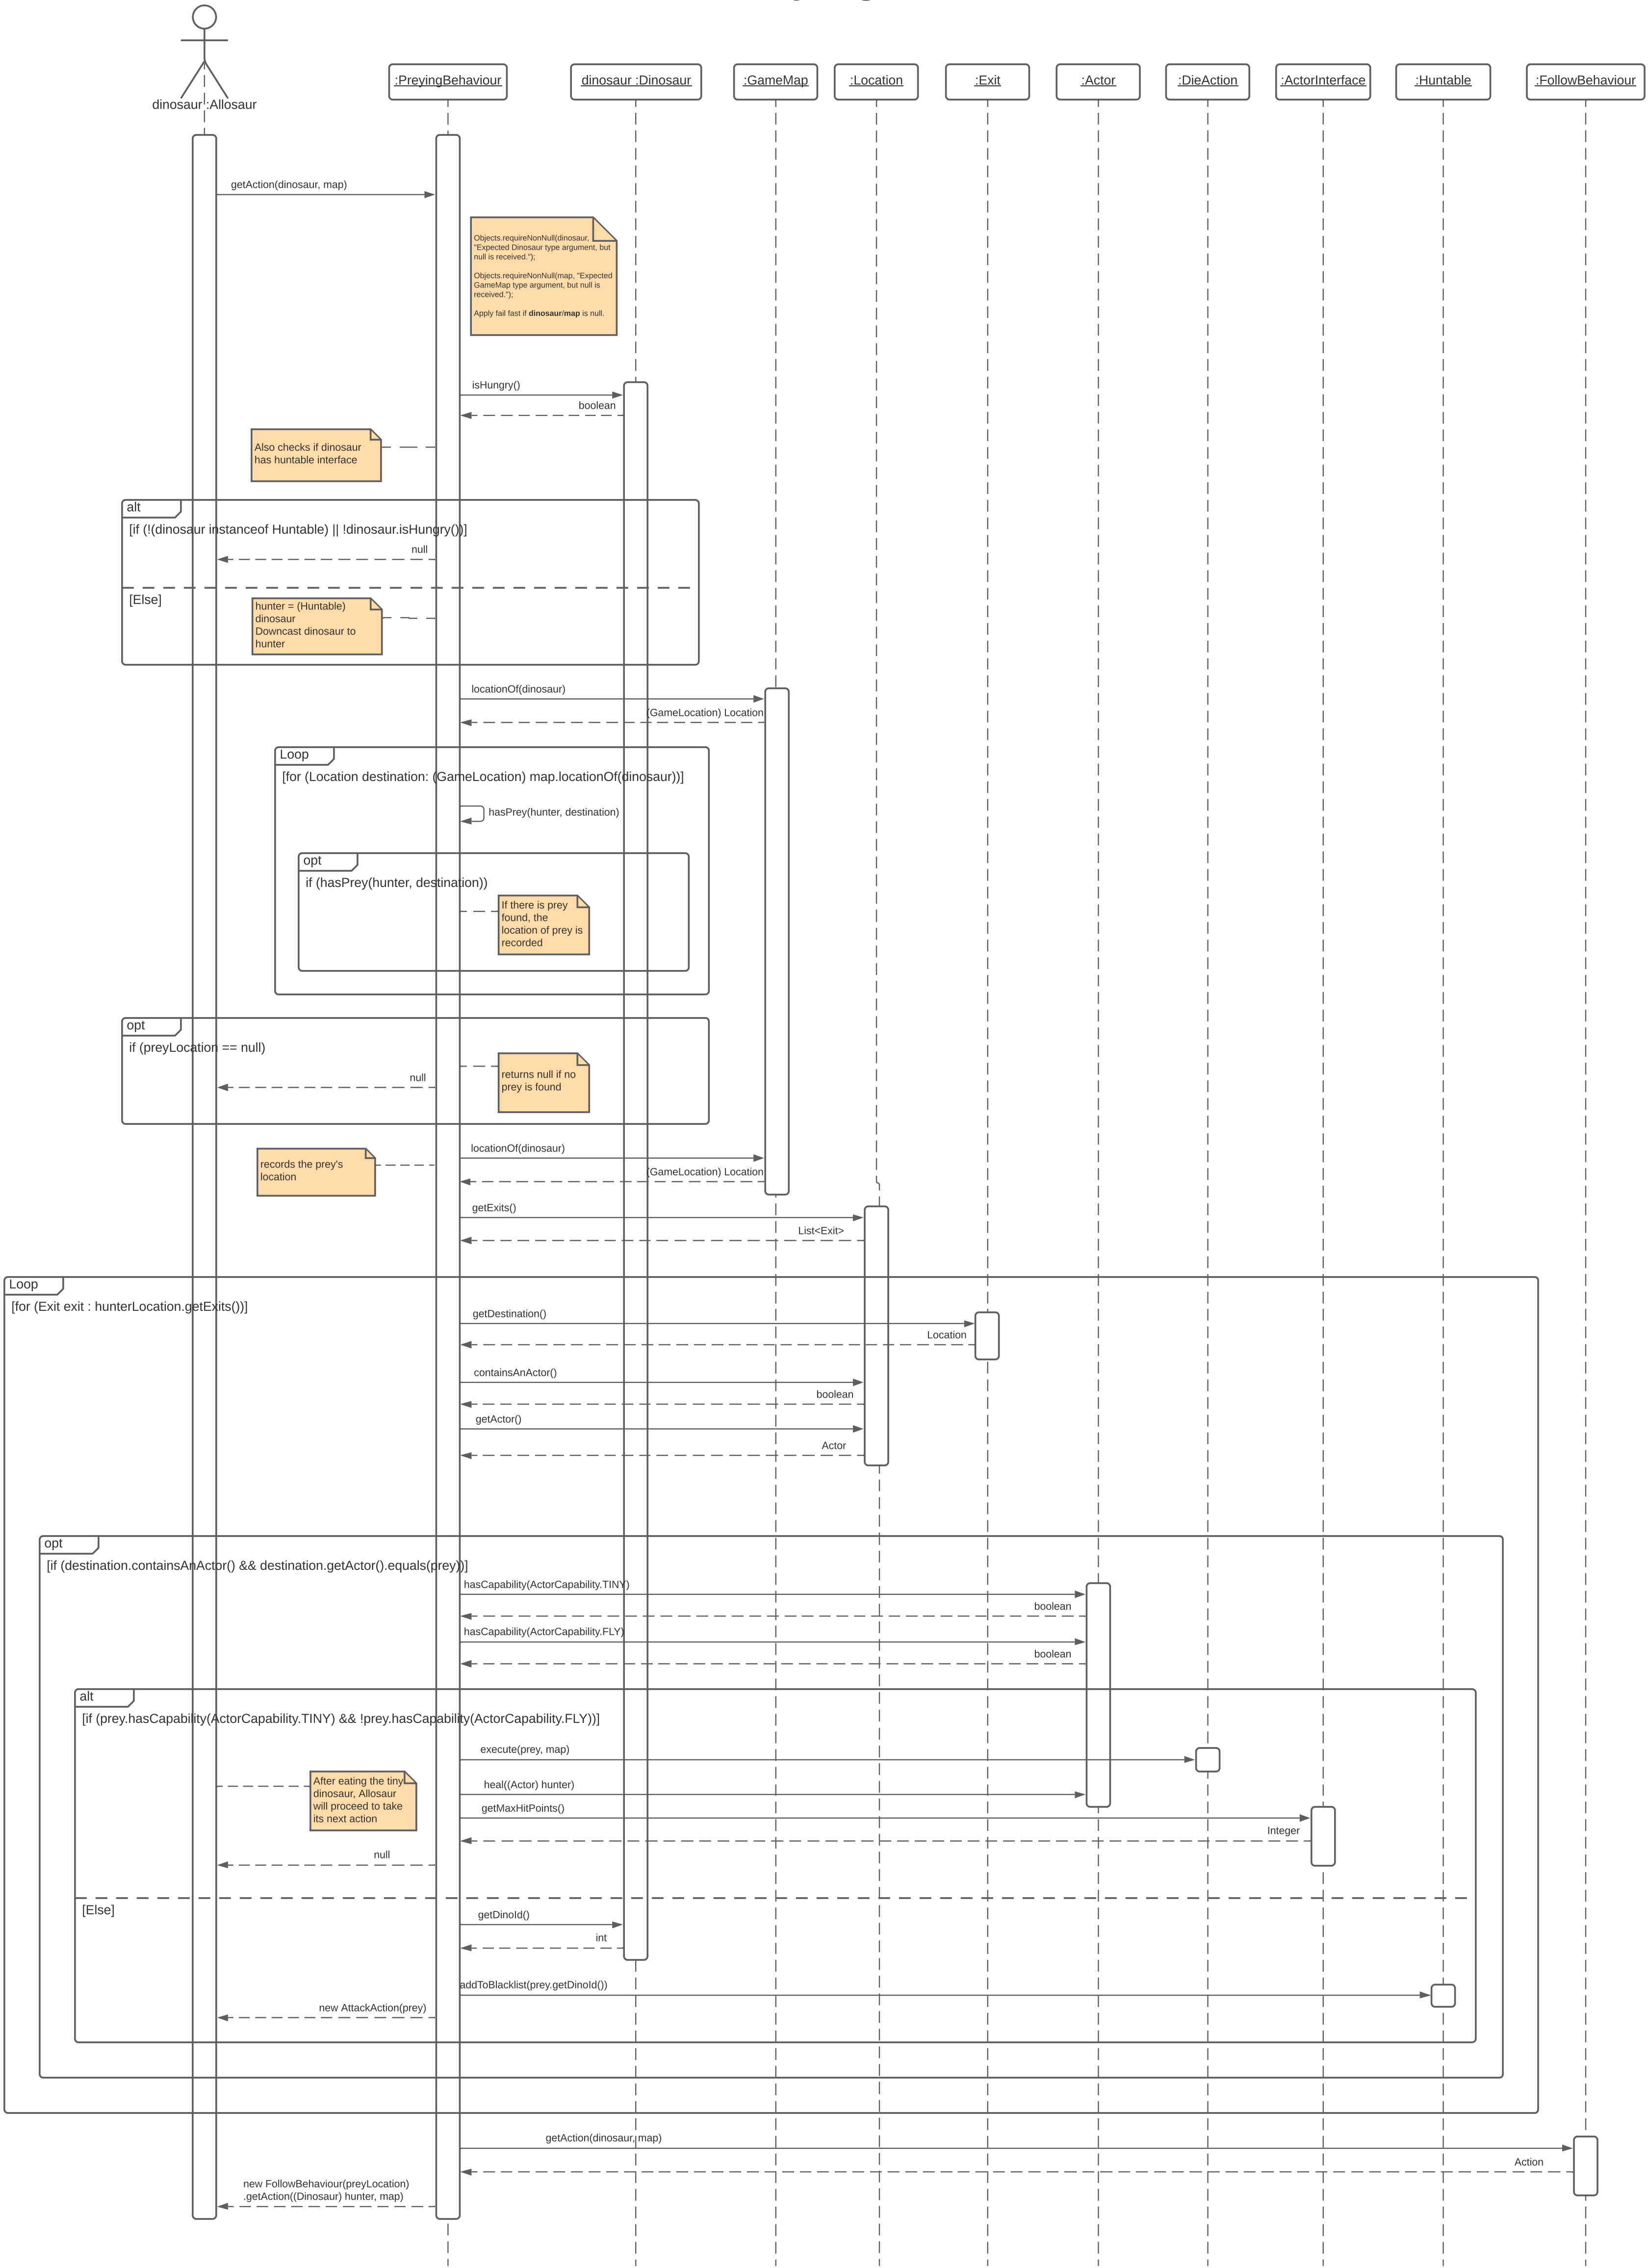 dinosaur :Allosaur
:PreyingBehaviour
dinosaur :Dinosaur
:GameMap
:Location
:Exit
:Actor
:DieAction
:ActorInterface
:Huntable
:FollowBehaviour
getAction(dinosaur, map)
Objects.requireNonNull(dinosaur,
"Expected Dinosaur type argument, but
null is received.");
Objects.requireNonNull(map, "Expected
GameMap type argument, but null is
received.");
Apply fail fast if dinosaur/map is null.
isHungry()
boolean
Also checks if dinosaur
has huntable interface
alt
[if (!(dinosaur instanceof Huntable) || !dinosaur.isHungry())]
null
[Else]
hunter = (Huntable)
dinosaur
Downcast dinosaur to
hunter
locationOf(dinosaur)
(GameLocation) Location
Loop
[for (Location destination: (GameLocation) map.locationOf(dinosaur))]
hasPrey(hunter, destination)
opt
if (hasPrey(hunter, destination))
If there is prey
found, the
location of prey is
recorded
opt
if (preyLocation == null)
returns null if no
prey is found
null
locationOf(dinosaur)
records the prey's
location
(GameLocation) Location
getExits()
List<Exit>
Loop
[for (Exit exit : hunterLocation.getExits())]
getDestination()
Location
containsAnActor()
boolean
getActor()
Actor
opt
[if (destination.containsAnActor() && destination.getActor().equals(prey))]
hasCapability(ActorCapability.TINY)
boolean
hasCapability(ActorCapability.FLY)
boolean
alt
[if (prey.hasCapability(ActorCapability.TINY) && !prey.hasCapability(ActorCapability.FLY))]
execute(prey, map)
After eating the tiny
dinosaur, Allosaur
will proceed to take
its next action
heal((Actor) hunter)
getMaxHitPoints()
Integer
null
[Else]
getDinoId()
int
addToBlacklist(prey.getDinoId())
new AttackAction(prey)
getAction(dinosaur, map)
Action
new FollowBehaviour(preyLocation)
.getAction((Dinosaur) hunter, map)